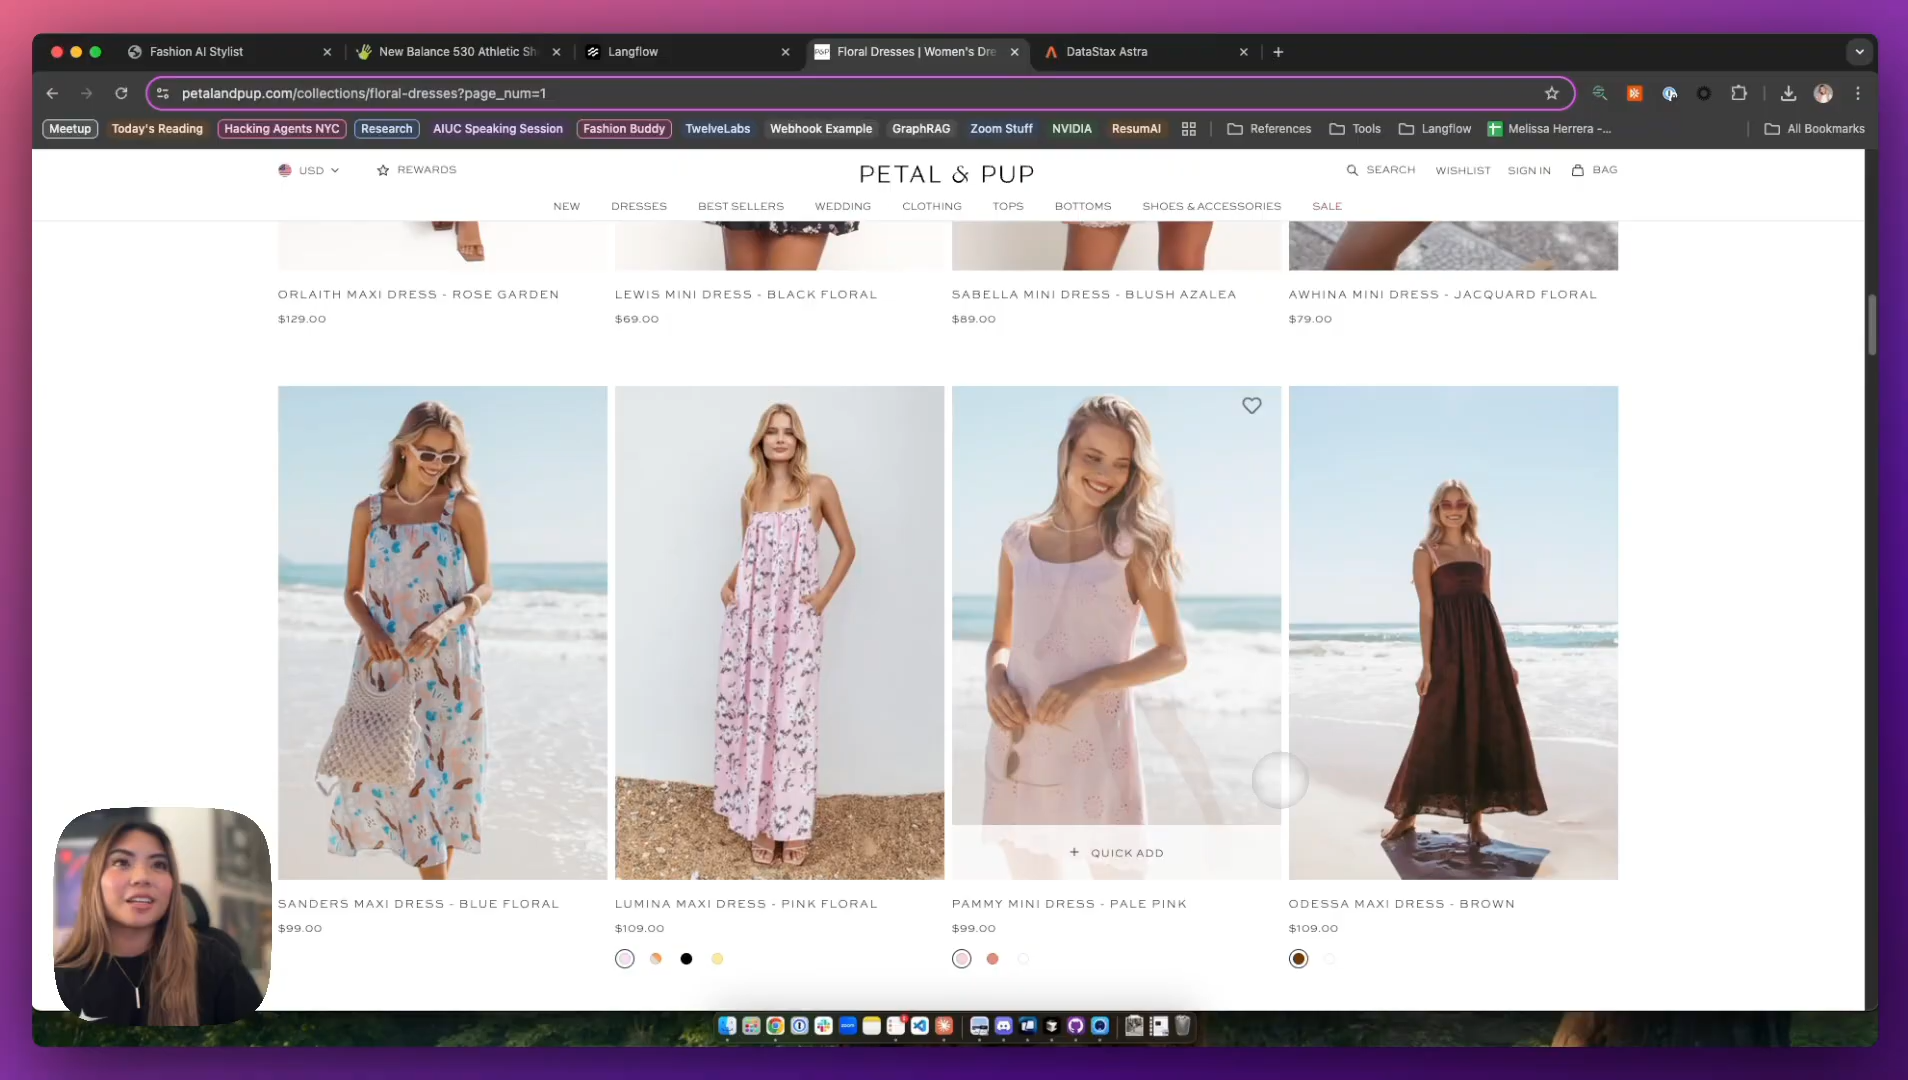 Fashion AI Stylist
New Balance 530 Athletic Sh
Langflow
P&P Floral Dresses | Women's Dre
DataStax Astra
petalandpup.com/collections/floral-dresses?page_num=1
Meetup Today's Reading Hacking Agents NYC Research AIUC Speaking Session Fashion Buddy TwelveLabs Webhook Example GraphRAG Zoom Stuff NVIDIA ResumAI References Tools Langflow Melissa Herrera -... All Bookmarks
USD REWARDS PETAL & PUP SEARCH WISHLIST SIGN IN BAG
NEW DRESSES BEST SELLERS WEDDING CLOTHING TOPS BOTTOMS SHOES & ACCESSORIES SALE
ORLAITH MAXI DRESS - ROSE GARDEN
$129.00
LEWIS MINI DRESS - BLACK FLORAL
$69.00
SABELLA MINI DRESS - BLUSH AZALEA
$89.00
AWHINA MINI DRESS - JACQUARD FLORAL
$79.00
+ QUICK ADD
SANDERS MAXI DRESS - BLUE FLORAL
$99.00
LUMINA MAXI DRESS - PINK FLORAL
$109.00
PAMMY MINI DRESS - PALE PINK
$99.00
ODESSA MAXI DRESS - BROWN
$109.00
zoom